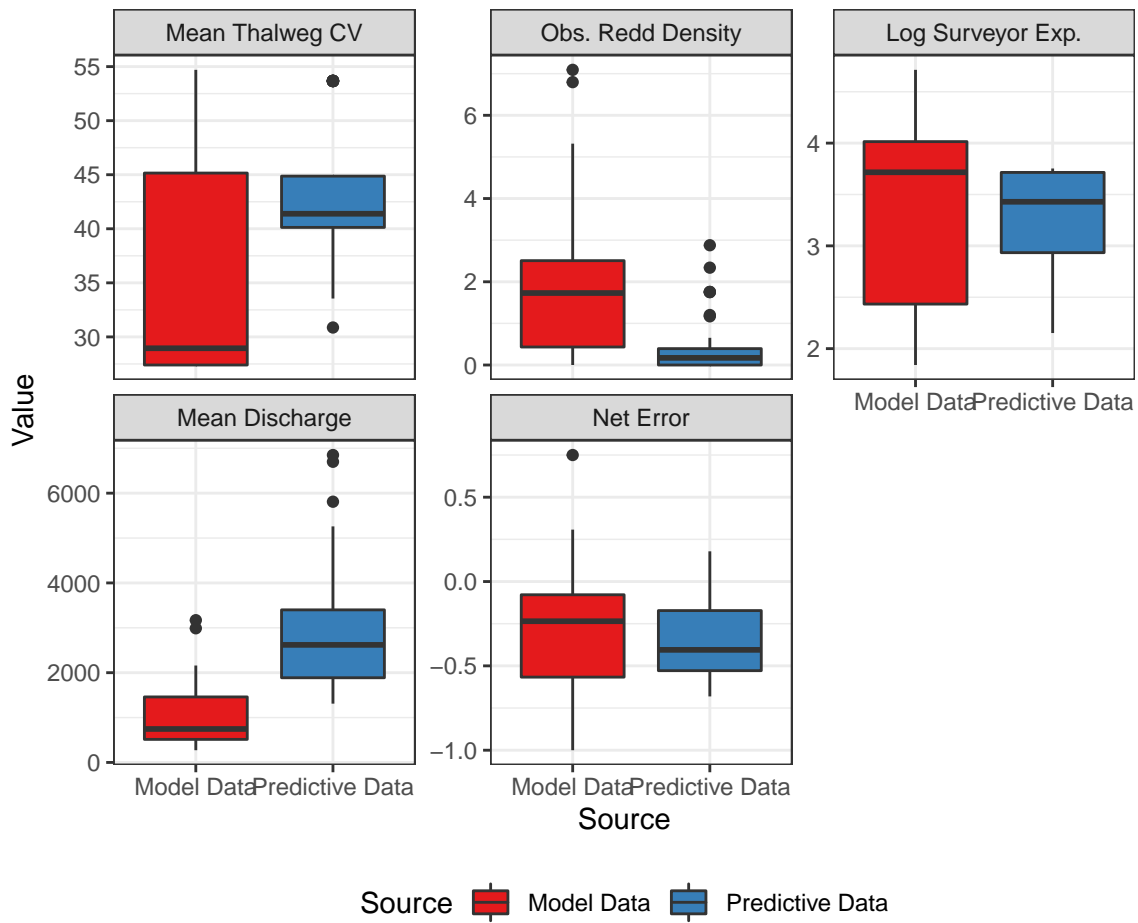 Mean Thalweg CV
Obs. Redd Density
Log Surveyor Exp.
55
50
45
40
35
30
6
4
2
0
4
3
2
Model Data Predictive Data
Mean Discharge
Net Error
Value
6000
4000
2000
0
0.5
0.0
−0.5
−1.0
Model Data Predictive Data
Model Data Predictive Data
Source
Source Model Data Predictive Data